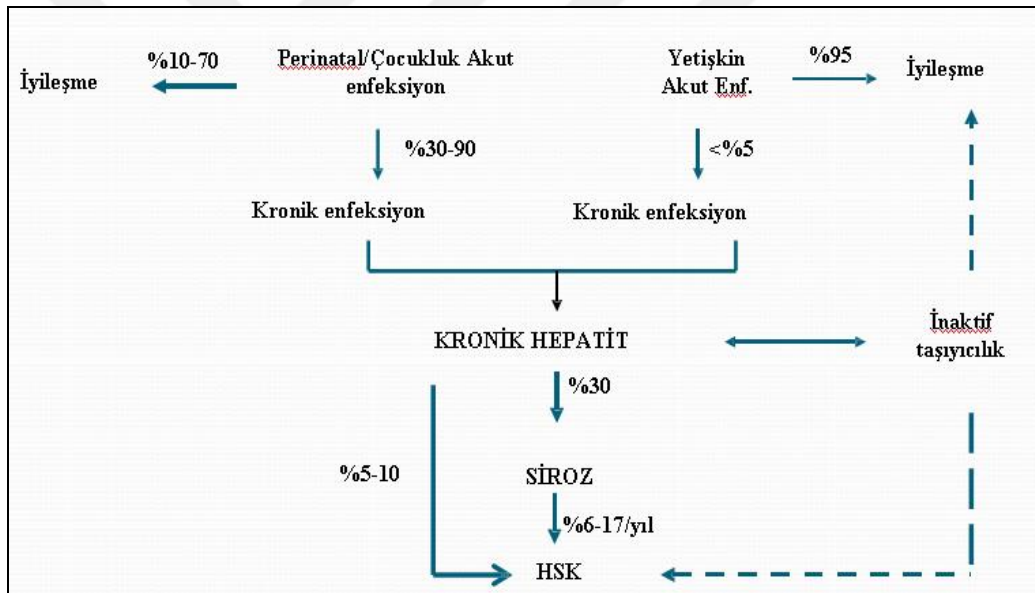 %10-70
İyileşme
Perinatal/Çocukluk Akut
enfeksiyon
Yetişkin
Akut Enf.
%95
İyileşme
%30-90
<%5
Kronik enfeksiyon
Kronik enfeksiyon
KRONİK HEPATİT
İnaktif
taşıyıcılık
%30
%5-10
SİROZ
%6-17/yıl
HSK